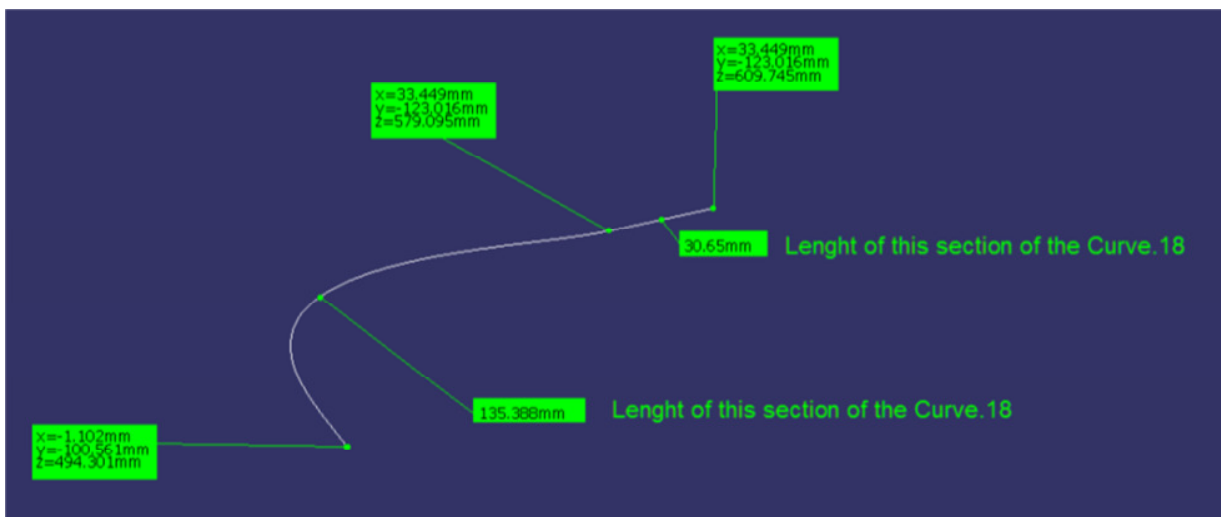 x=33.449mm
y=-123.016mm
z=609.745mm
x=33.449mm
y=-123.016mm
z=579.095mm
30.65mm
Lenght of this section of the Curve.18
135.388mm
Lenght of this section of the Curve.18
x=-1.102mm
y=-100.561mm
z=494.301mm